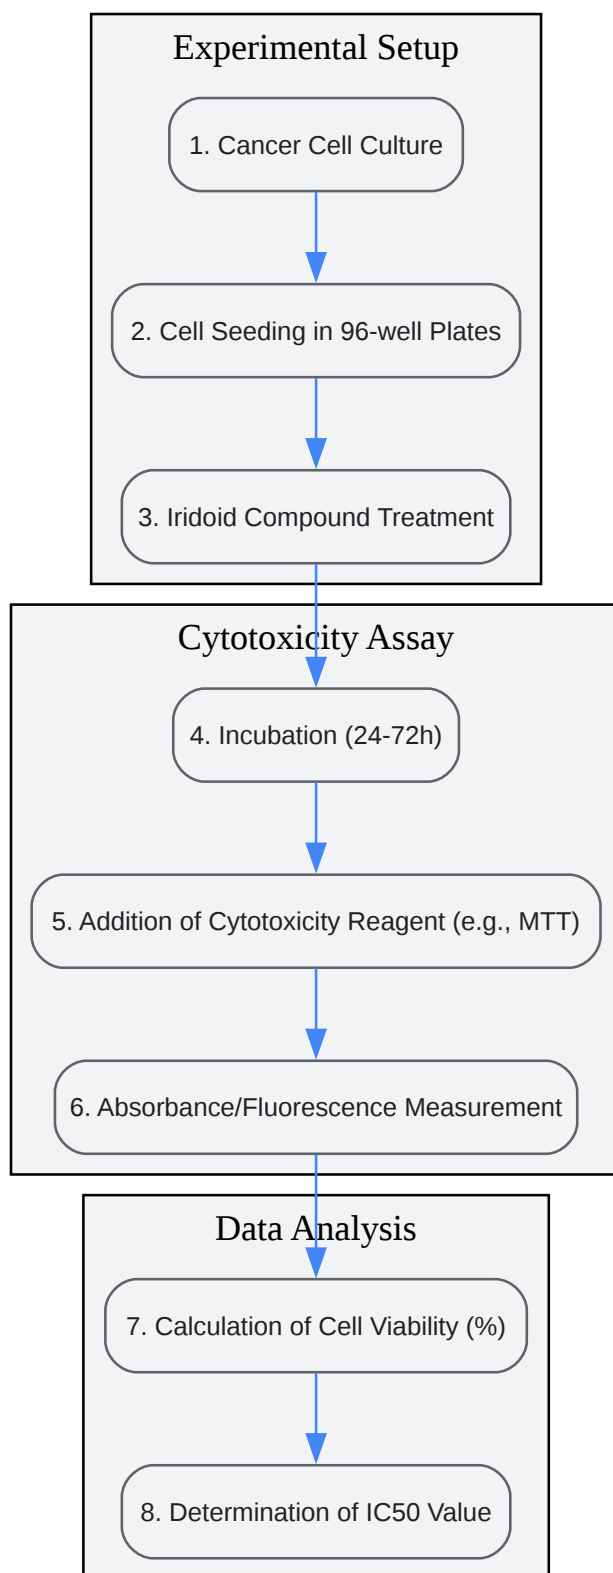 Experimental Setup
1. Cancer Cell Culture
2. Cell Seeding in 96-well Plates
3. Iridoid Compound Treatment
Cytotoxicity Assay
4. Incubation (24-72h)
5. Addition of Cytotoxicity Reagent (e.g., MTT)
6. Absorbance/Fluorescence Measurement
Data Analysis
7. Calculation of Cell Viability (%)
8. Determination of IC50 Value